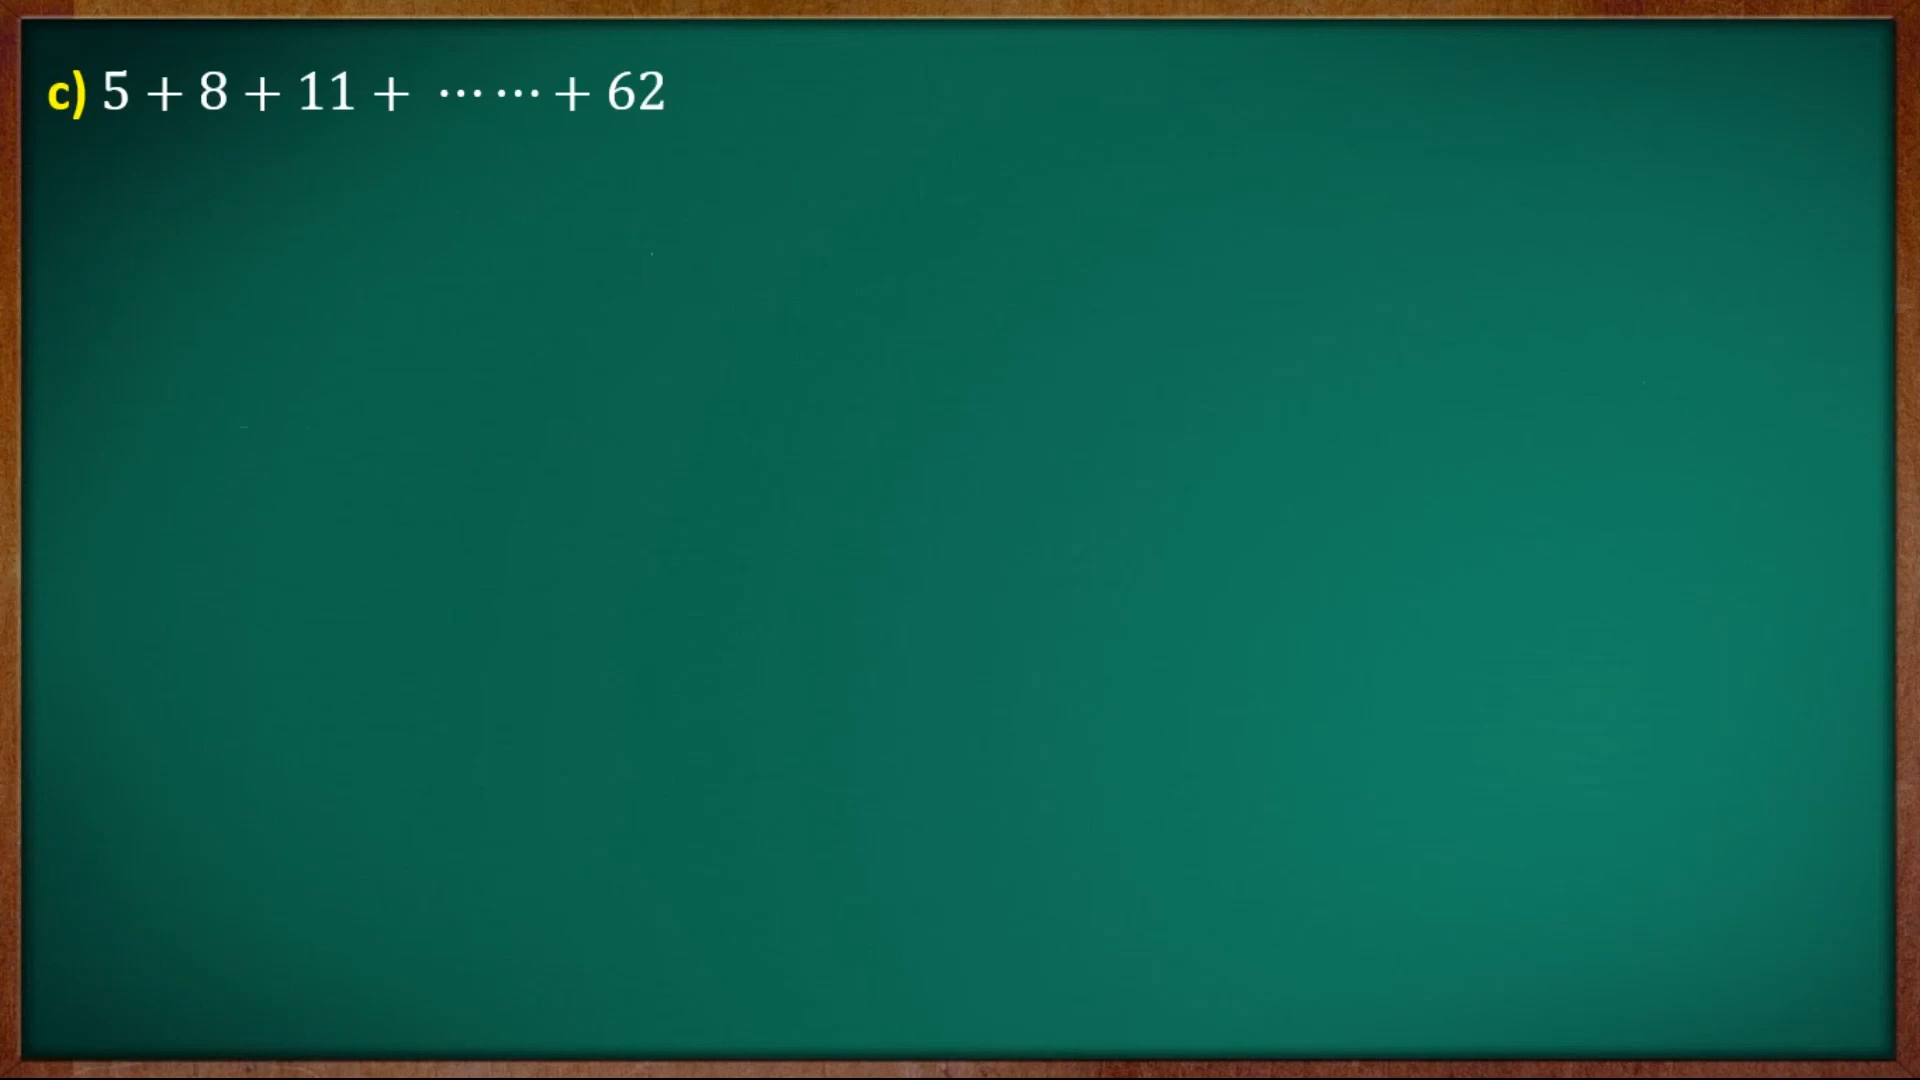 c) 5 + 8 + 11 + ⋯⋯ + 62